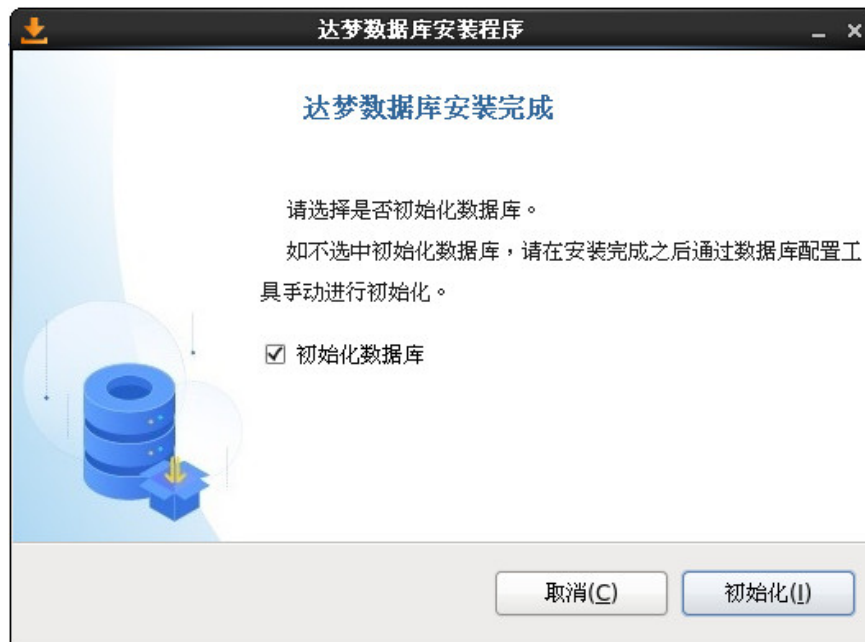 达梦数据库安装程序
达梦数据库安装完成
请选择是否初始化数据库。
如不选中初始化数据库，请在安装完成之后通过数据库配置工
具手动进行初始化。
初始化数据库
取消(C)
初始化(I)